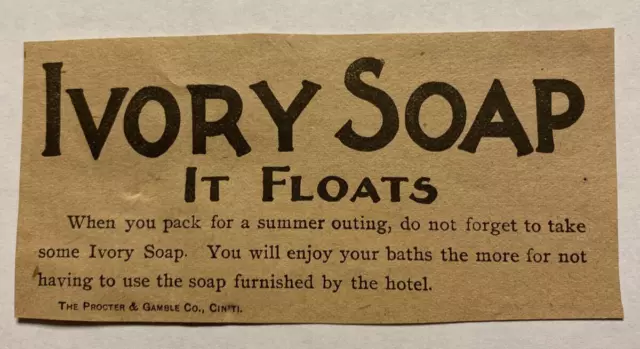 IVORY SOAP
IT FLOATS
When you pack for a summer outing, do not forget to take
some Ivory Soap. You will enjoy your baths the more for not
having to use the soap furnished by the hotel.
THE PROCTER & GAMBLE CO., CIN'TI.